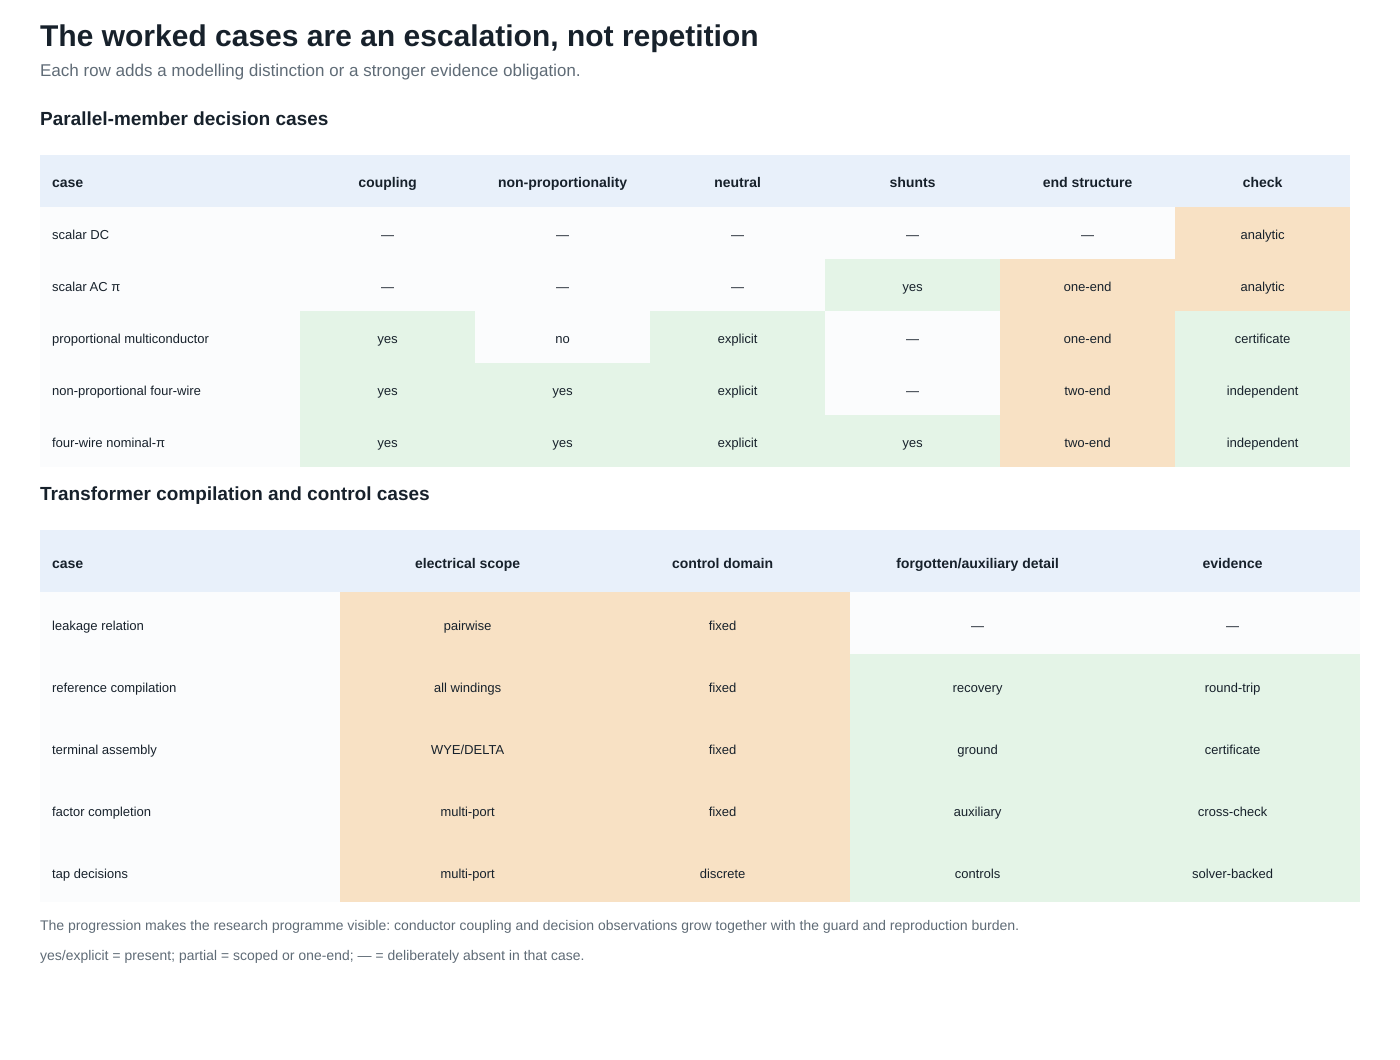 The worked cases are an escalation, not repetition
Each row adds a modelling distinction or a stronger evidence obligation.
Parallel-member decision cases
case coupling non-proportionality neutral shunts end structure check
scalar DC — — — — — analytic
scalar AC π — — — yes one-end analytic
proportional multiconductor yes no explicit — one-end certificate
non-proportional four-wire yes yes explicit — two-end independent
four-wire nominal-π yes yes explicit yes two-end independent
Transformer compilation and control cases
case electrical scope control domain forgotten/auxiliary detail evidence
leakage relation pairwise fixed — —
reference compilation all windings fixed recovery round-trip
terminal assembly WYE/DELTA fixed ground certificate
factor completion multi-port fixed auxiliary cross-check
tap decisions multi-port discrete controls solver-backed
The progression makes the research programme visible: conductor coupling and decision observations grow together with the guard and reproduction burden.
yes/explicit = present; partial = scoped or one-end; — = deliberately absent in that case.